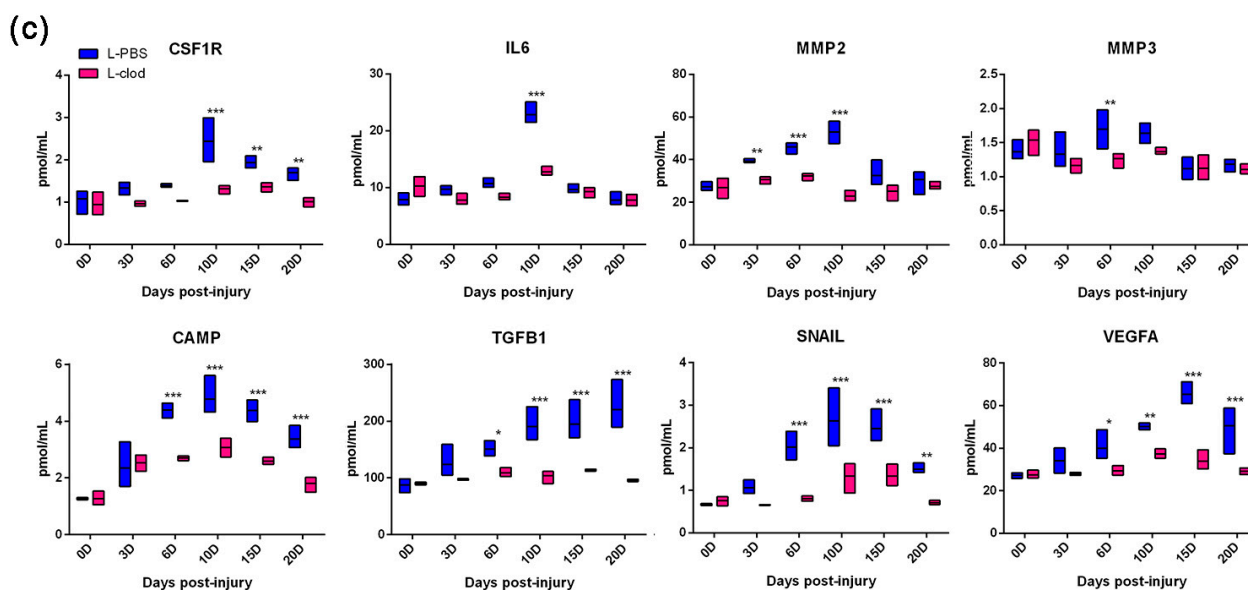 (c)
L-PBS
L-clod
CSF1R
pmol/mL
4
3
2
1
0
***
**
**
0D 3D 6D 10D 15D 20D
Days post-injury
IL6
pmol/mL
30
20
10
0
***
0D 3D 6D 10D 15D 20D
Days post-injury
MMP2
pmol/mL
80
60
40
20
0
**
***
***
0D 3D 6D 10D 15D 20D
Days post-injury
MMP3
pmol/mL
2.5
2.0
1.5
1.0
0.5
0.0
**
0D 3D 6D 10D 15D 20D
Days post-injury
CAMP
pmol/mL
6
4
2
0
***
***
***
***
0D 3D 6D 10D 15D 20D
Days post-injury
TGFB1
pmol/mL
300
200
100
0
*
***
***
***
0D 3D 6D 10D 15D 20D
Days post-injury
SNAIL
pmol/mL
4
3
2
1
0
***
***
***
**
0D 3D 6D 10D 15D 20D
Days post-injury
VEGFA
pmol/mL
80
60
40
20
0
*
**
***
***
0D 3D 6D 10D 15D 20D
Days post-injury